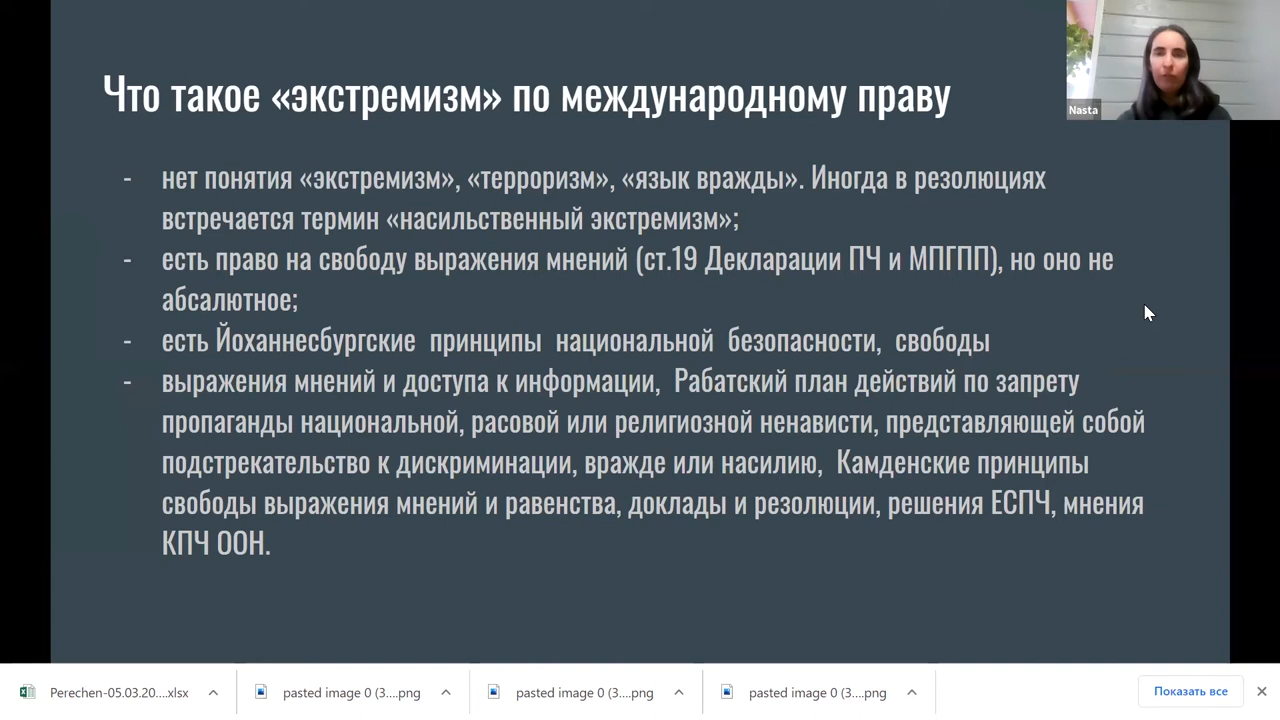 Что такое «экстремизм» по международному праву
Nasta
- нет понятия «экстремизм», «терроризм», «язык вражды». Иногда в резолюциях
встречается термин «насильственный экстремизм»;
- есть право на свободу выражения мнений (ст.19 Декларации ПЧ и МПГПП), но оно не
абсалютное;
- есть Йоханнесбургские принципы национальной безопасности, свободы
- выражения мнений и доступа к информации, Рабатский план действий по запрету
пропаганды национальной, расовой или религиозной ненависти, представляющей собой
подстрекательство к дискриминации, вражде или насилию, Камденские принципы
свободы выражения мнений и равенства, доклады и резолюции, решения ЕСПЧ, мнения
КПЧ ООН.
Perechen-05.03.20....xlsx
pasted image 0 (3....png
pasted image 0 (3....png
pasted image 0 (3....png
Показать все